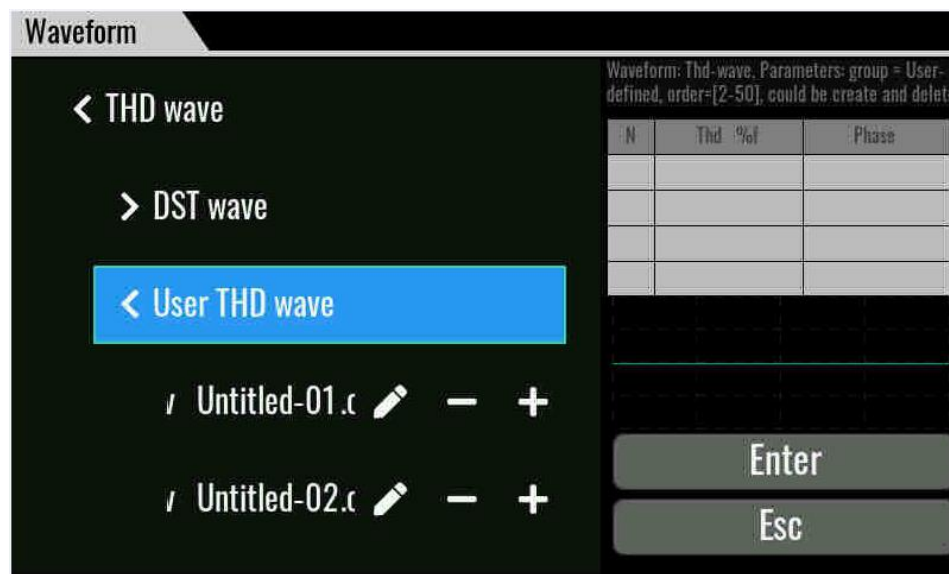 Waveform
THD wave
DST wave
User THD wave
Untitled-01.c
Untitled-02.c
Waveform: Thd-wave, Parameters: group = User-
defined, order=[2-50], could be create and delet
N Thd %f Phase
Enter
Esc